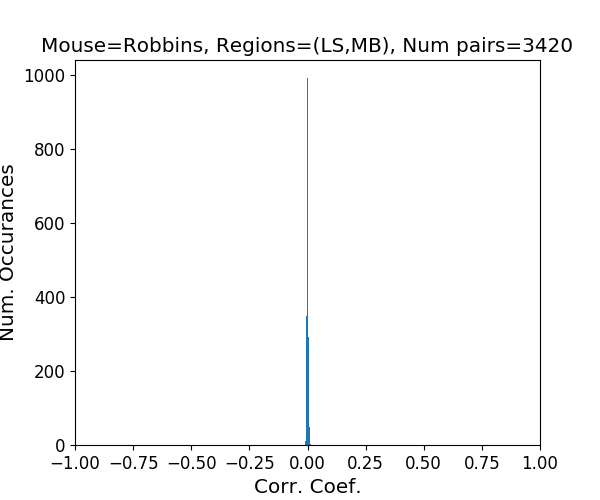 Mouse=Robbins, Regions=(LS,MB), Num pairs=3420
Num. Occurances
1000
800
600
400
200
0
−1.00 −0.75 −0.50 −0.25 0.00 0.25 0.50 0.75 1.00
Corr. Coef.